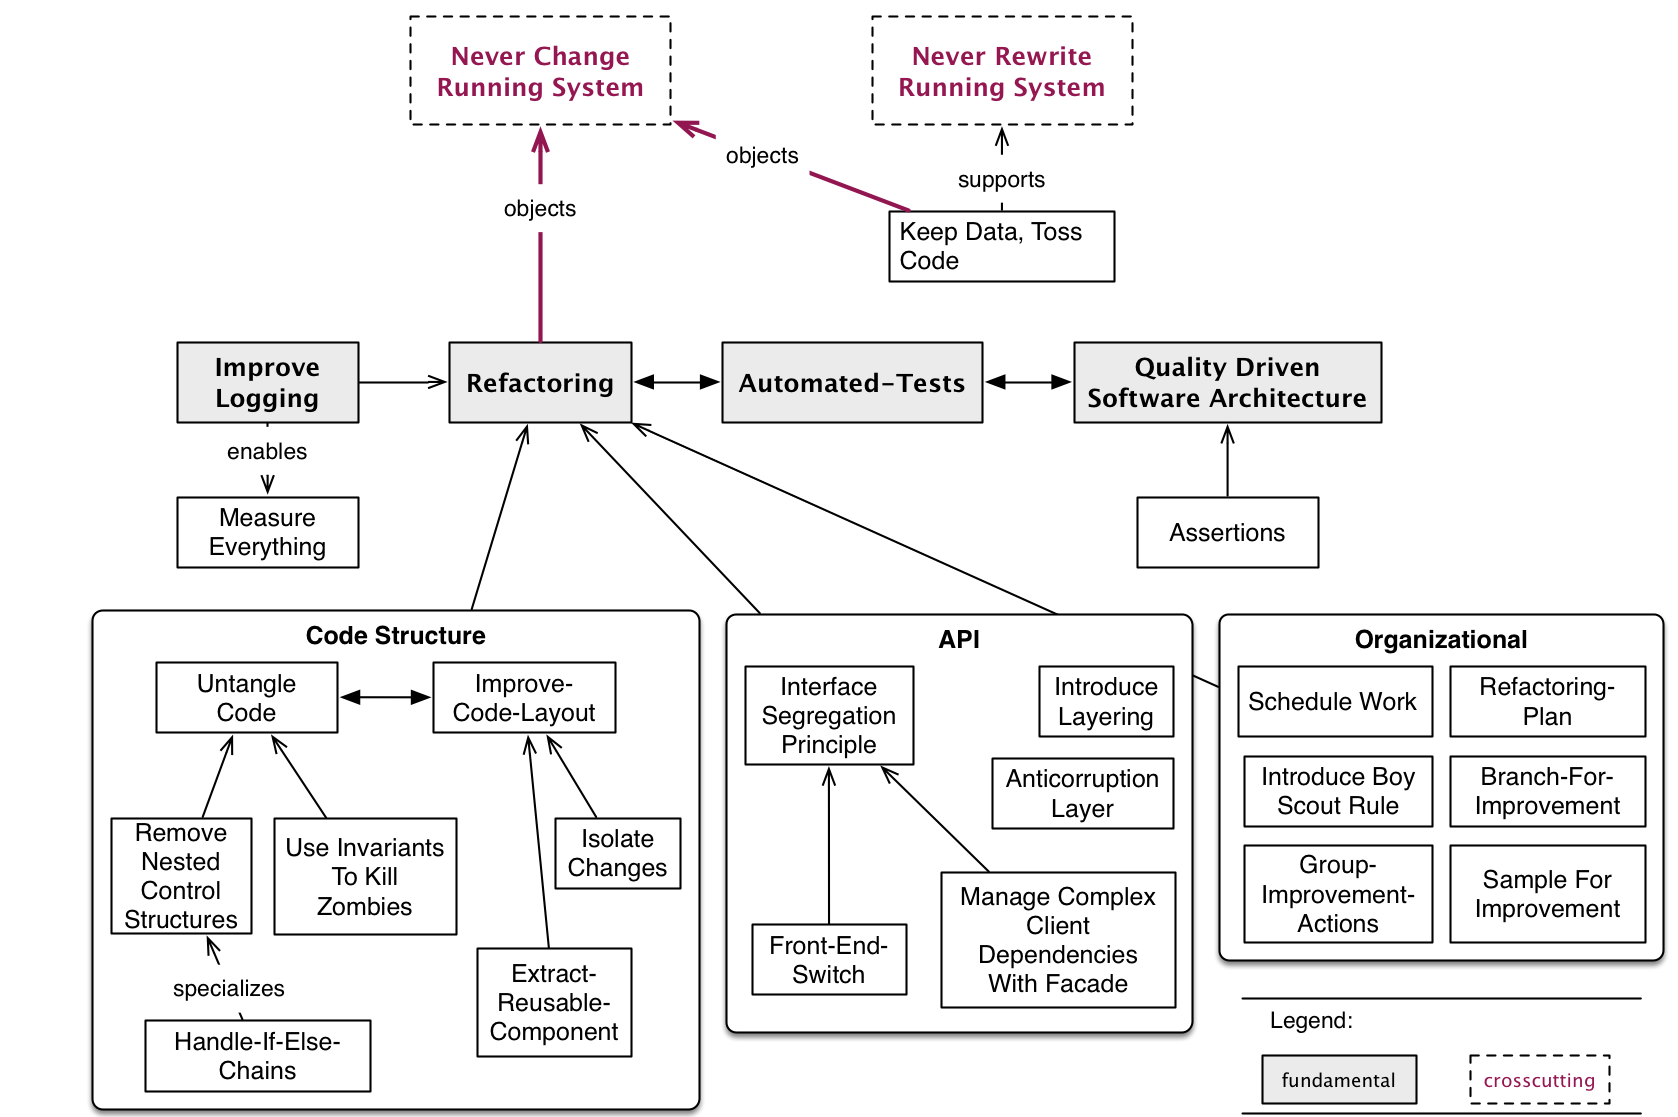 Never Change
Running System
Never Rewrite
Running System
objects
supports
objects
Keep Data, Toss
Code
Improve
Logging
Refactoring
Automated-Tests
Quality Driven
Software Architecture
enables
Measure
Everything
Assertions
Code Structure
Untangle
Code
Improve-
Code-Layout
Remove
Nested
Control
Structures
Use Invariants
To Kill
Zombies
Isolate
Changes
Extract-
Reusable-
Component
specializes
Handle-If-Else-
Chains
API
Interface
Segregation
Principle
Introduce
Layering
Anticorruption
Layer
Front-End-
Switch
Manage Complex
Client
Dependencies
With Facade
Organizational
Schedule Work
Refactoring-
Plan
Introduce Boy
Scout Rule
Branch-For-
Improvement
Group-
Improvement-
Actions
Sample For
Improvement
Legend:
fundamental
crosscutting